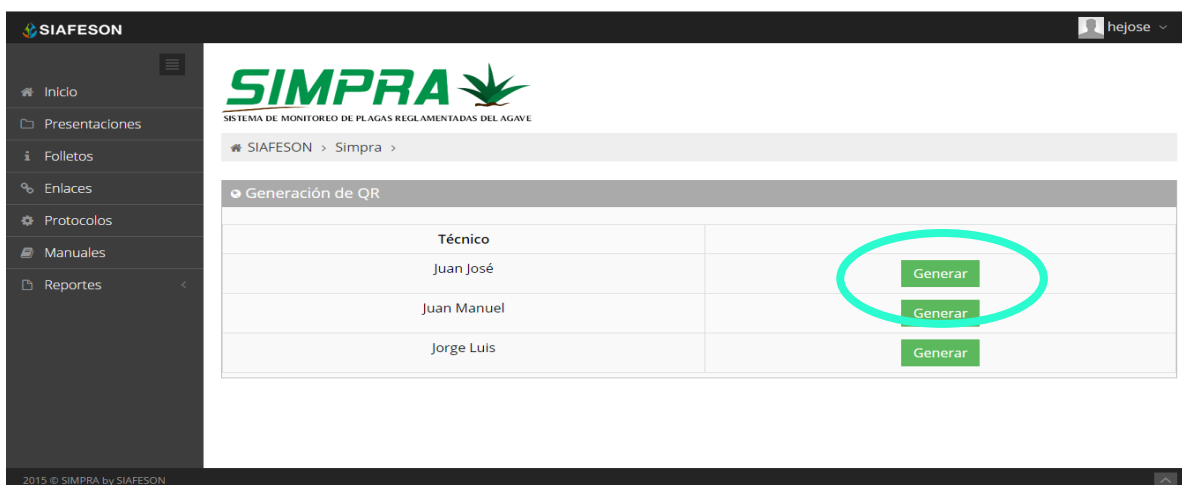 SIAFESON
hejose
Inicio
Presentaciones
Folletos
Enlaces
Protocolos
Manuales
Reportes
SIMPRA
SISTEMA DE MONITOREO DE PLAGAS REGLAMENTADAS DEL AGAVE
SIAFESON > Simpra >
Generación de QR
Técnico
Juan José Generar
Juan Manuel Generar
Jorge Luis Generar
2015 © SIMPRA by SIAFESON